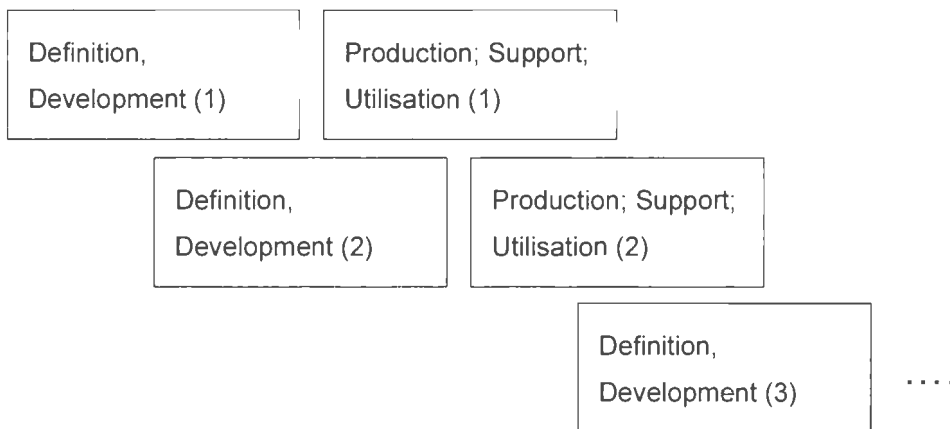 Definition,
Development (1)
Production; Support;
Utilisation (1)
Definition,
Development (2)
Production; Support;
Utilisation (2)
Definition,
Development (3)
....